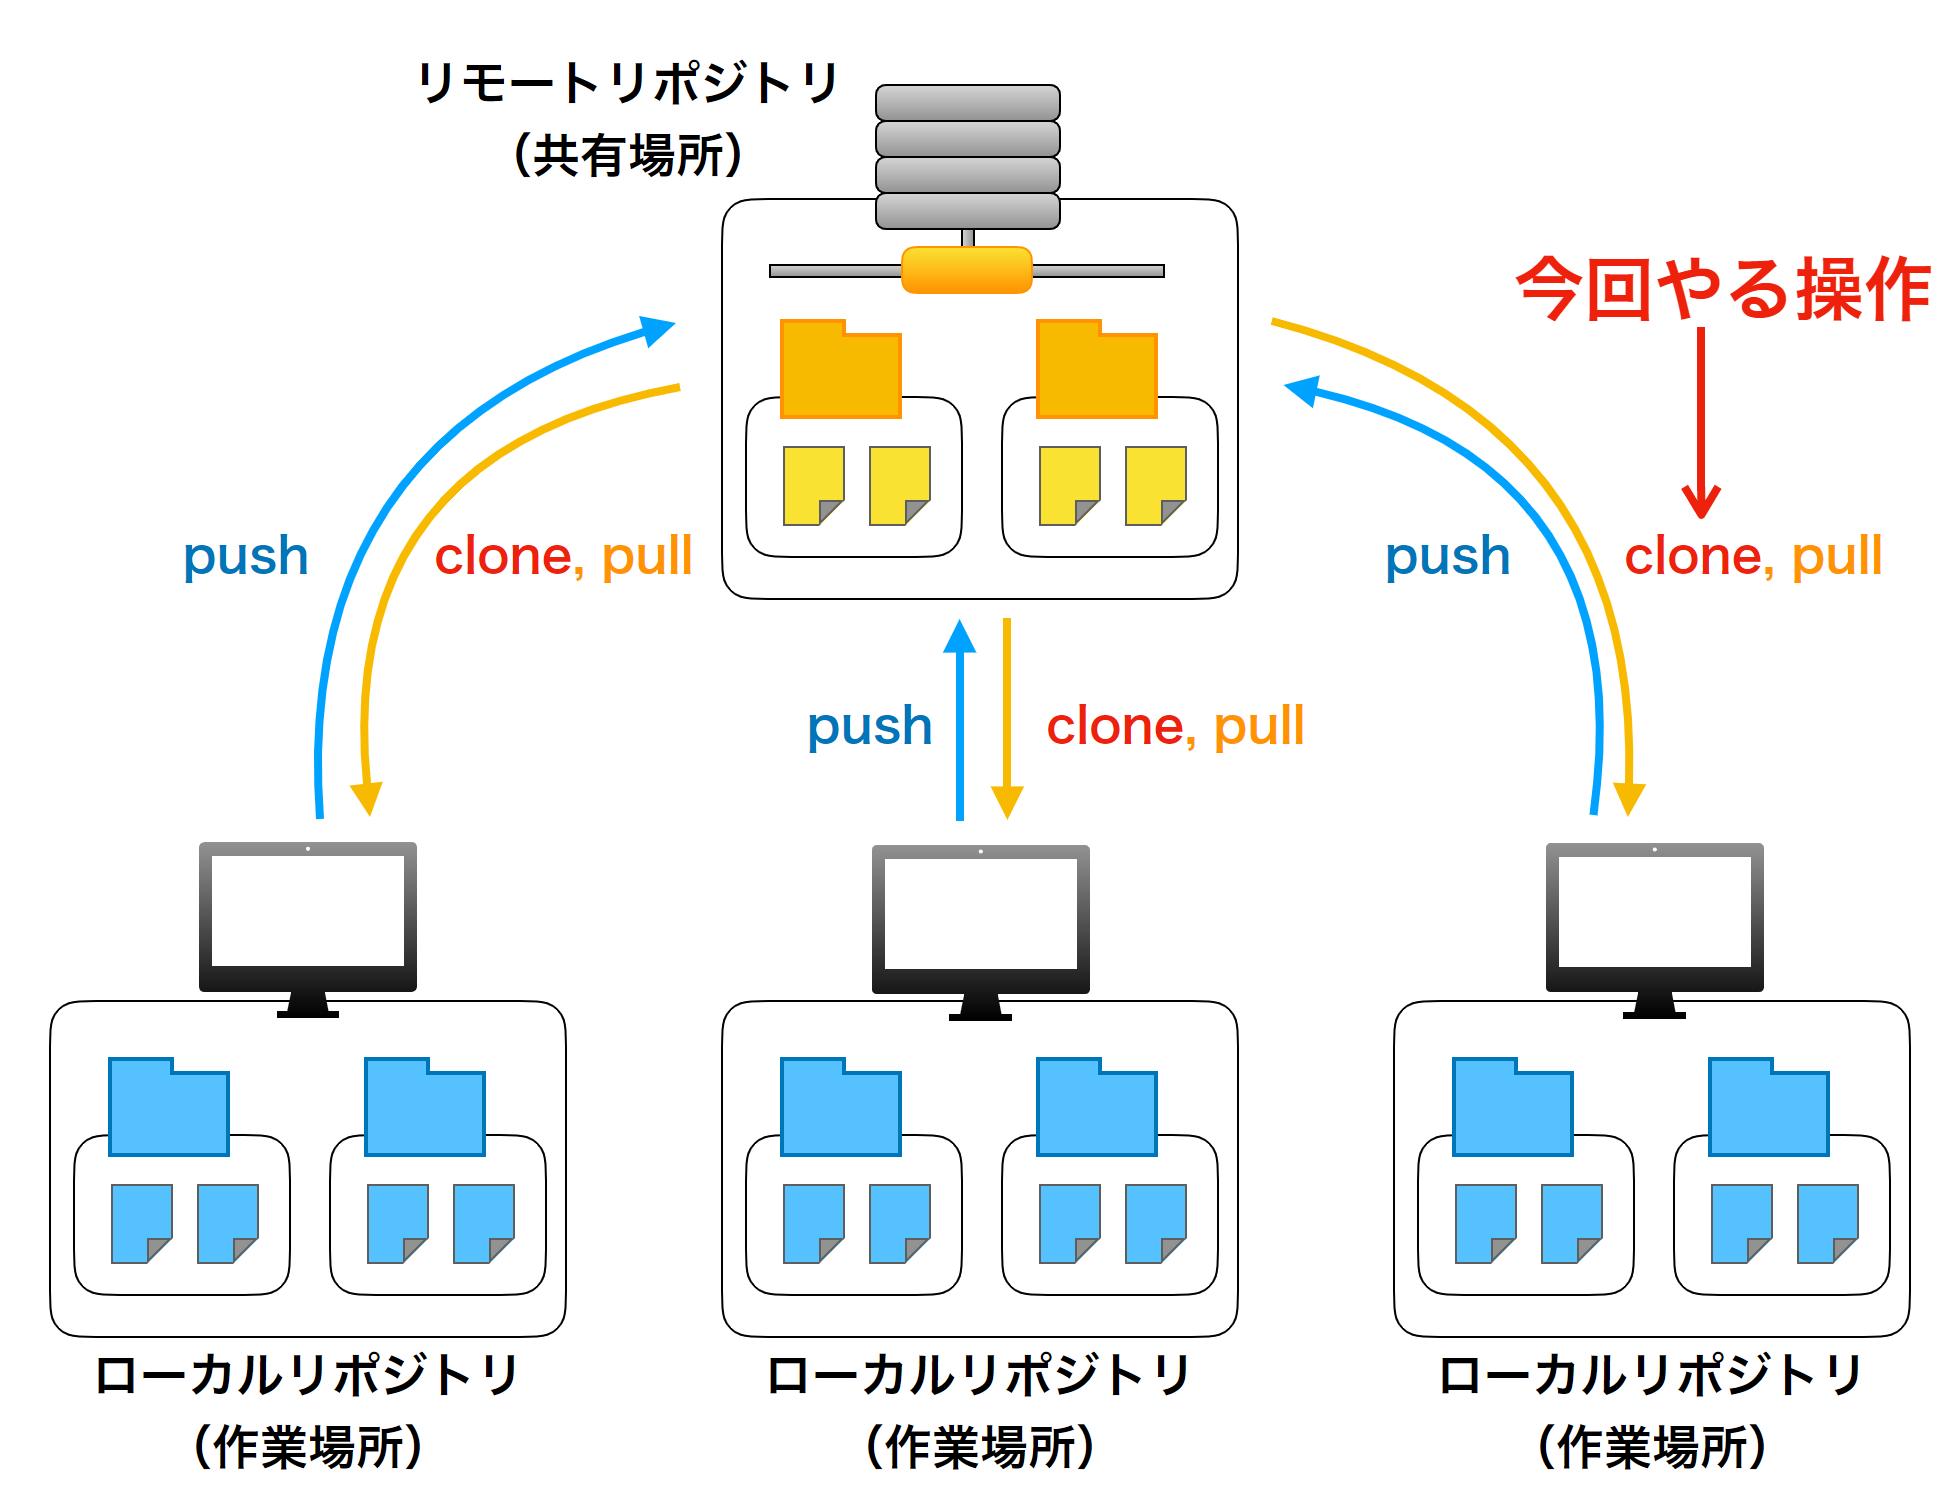 リモートリポジトリ
（共有場所）
今回やる操作
push
clone, pull
push
clone, pull
push
clone, pull
ローカルリポジトリ
（作業場所）
ローカルリポジトリ
（作業場所）
ローカルリポジトリ
（作業場所）